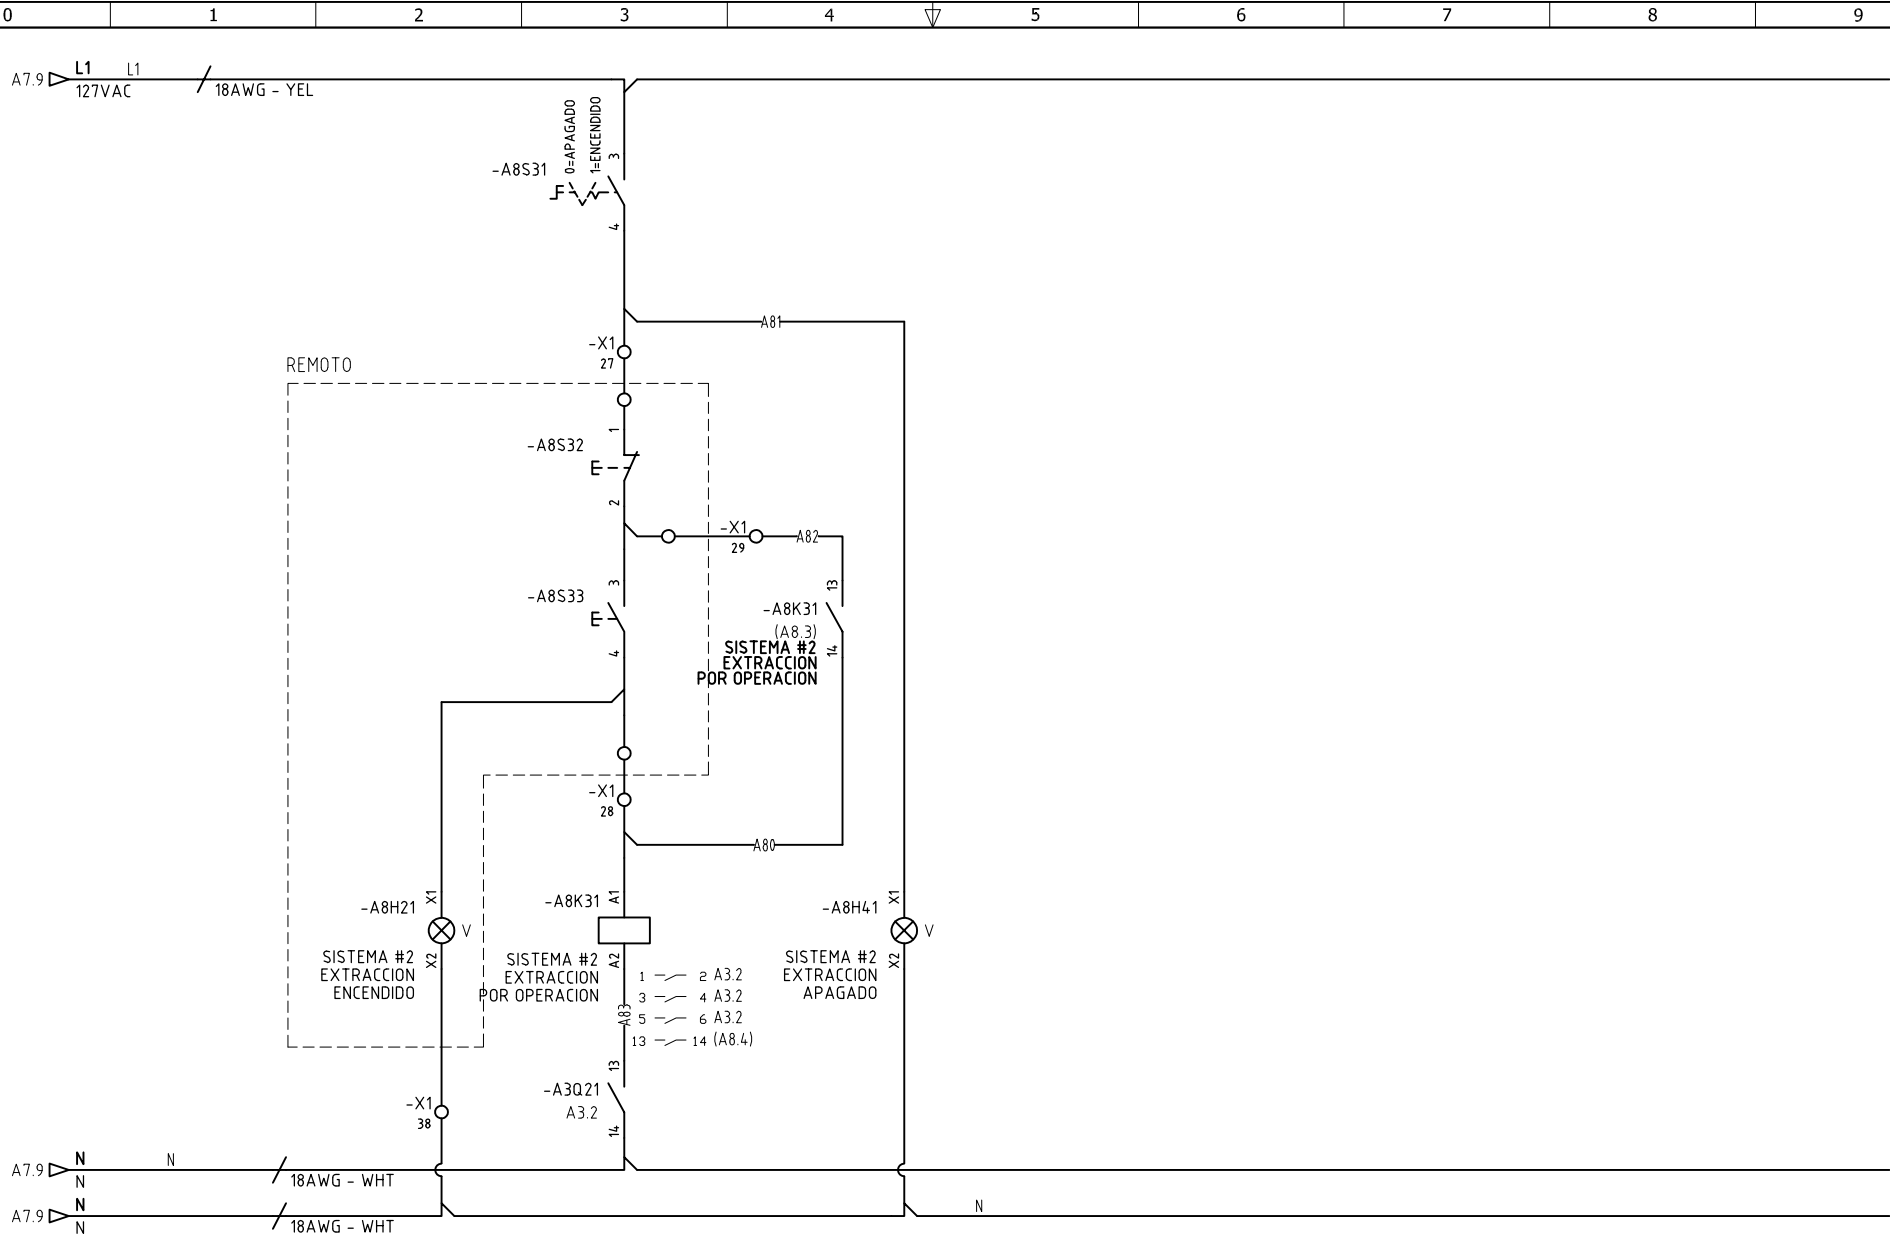 0 1 2 3 4 5 6 7 8 9
A7.9 L1 L1
127VAC 18AWG - YEL
0=APAGADO
1=ENCENDIDO
3
-A8S31
4
A81
-X1
27
REMOTO
1
-A8S32
2
-X1
29
A82
3
-A8S33
4
13
-A8K31
(A8.3)
SISTEMA #2
EXTRACCION
POR OPERACION
14
-X1
28
A80
X1
-A8H21
V
X2
SISTEMA #2
EXTRACCION
ENCENDIDO
A1
-A8K31
A2
SISTEMA #2
EXTRACCION
POR OPERACION
A83
1 2 A3.2
3 4 A3.2
5 6 A3.2
13 14 (A8.4)
X1
-A8H41
V
X2
SISTEMA #2
EXTRACCION
APAGADO
13
-A3Q21
A3.2
14
-X1
38
A7.9 N N
N 18AWG - WHT
A7.9 N N
N 18AWG - WHT